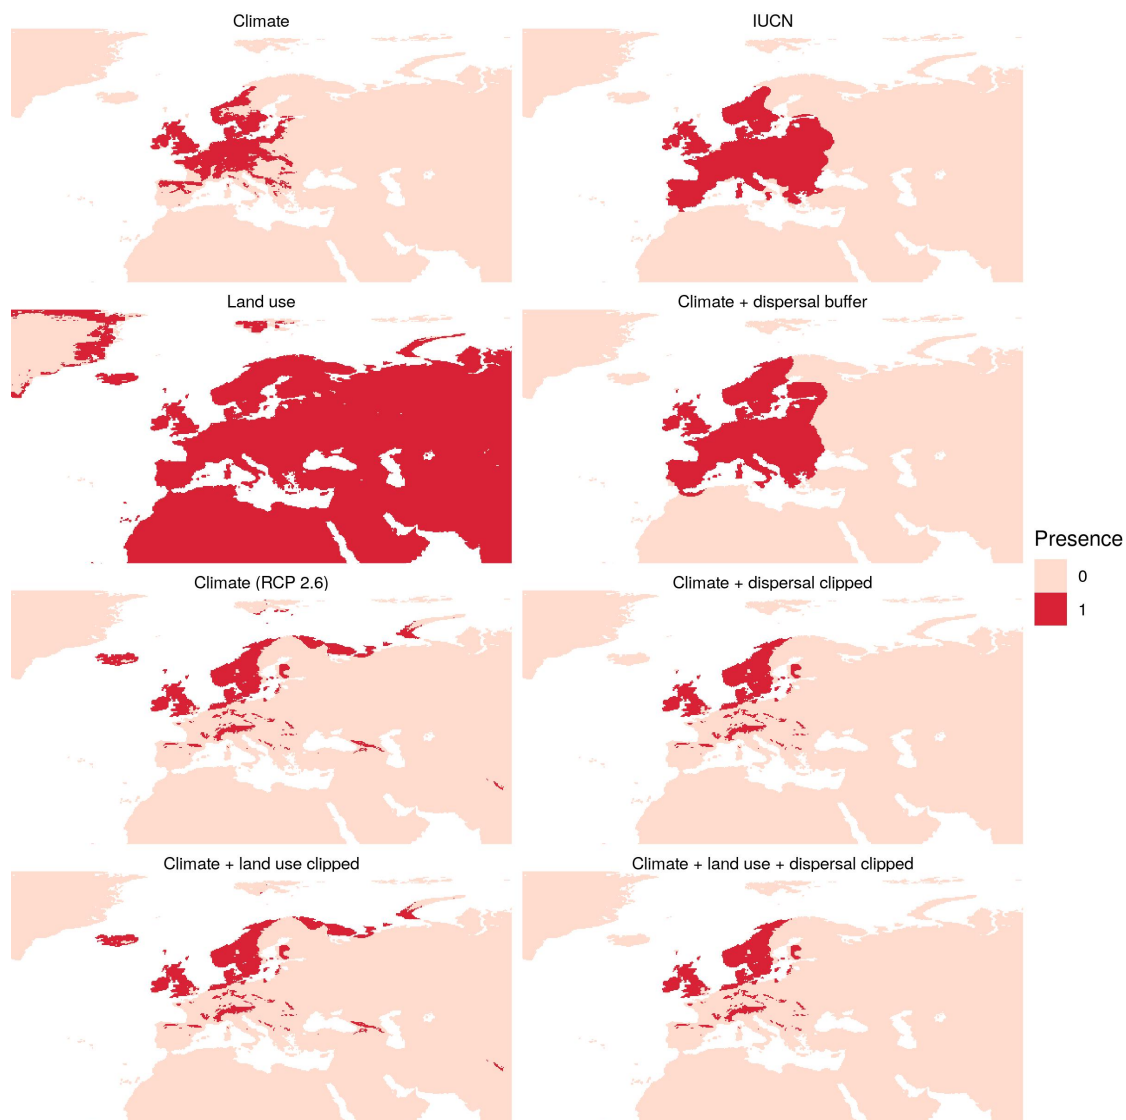 Climate
IUCN
Land use
Climate + dispersal buffer
Presence
0
1
Climate (RCP 2.6)
Climate + dispersal clipped
Climate + land use clipped
Climate + land use + dispersal clipped